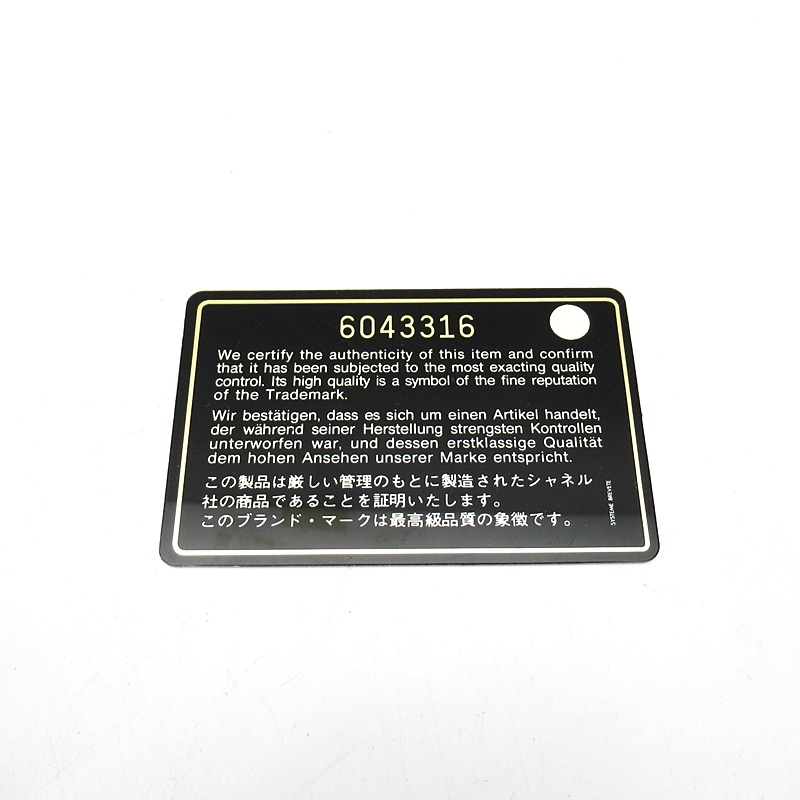 6043316
We certify the authenticity of this item and confirm
that it has been subjected to the most exacting quality
control. Its high quality is a symbol of the fine reputation
of the Trademark.
Wir bestätigen, dass es sich um einen Artikel handelt,
der während seiner Herstellung strengsten Kontrollen
unterworfen war, und dessen erstklassige Qualität
dem hohen Ansehen unserer Marke entspricht.
この製品は厳しい管理のもとに製造されたシャネル
社の商品であることを証明いたします。
このブランド・マークは最高級品質の象徴です。
SYSTEME BREVETE